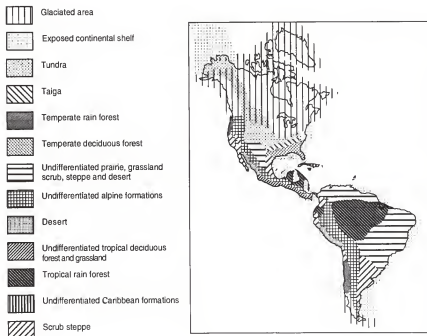 Glaciated area
Exposed continental shelf
Tundra
Taiga
Temperate rain forest
Temperate deciduous forest
Undifferentiated prairie, grassland
scrub, steppe and desert
Undifferentiated alpine formations
Desert
Undifferentiated tropical deciduous
forest and grassland
Tropical rain forest
Undifferentiated Caribbean formations
Scrub steppe